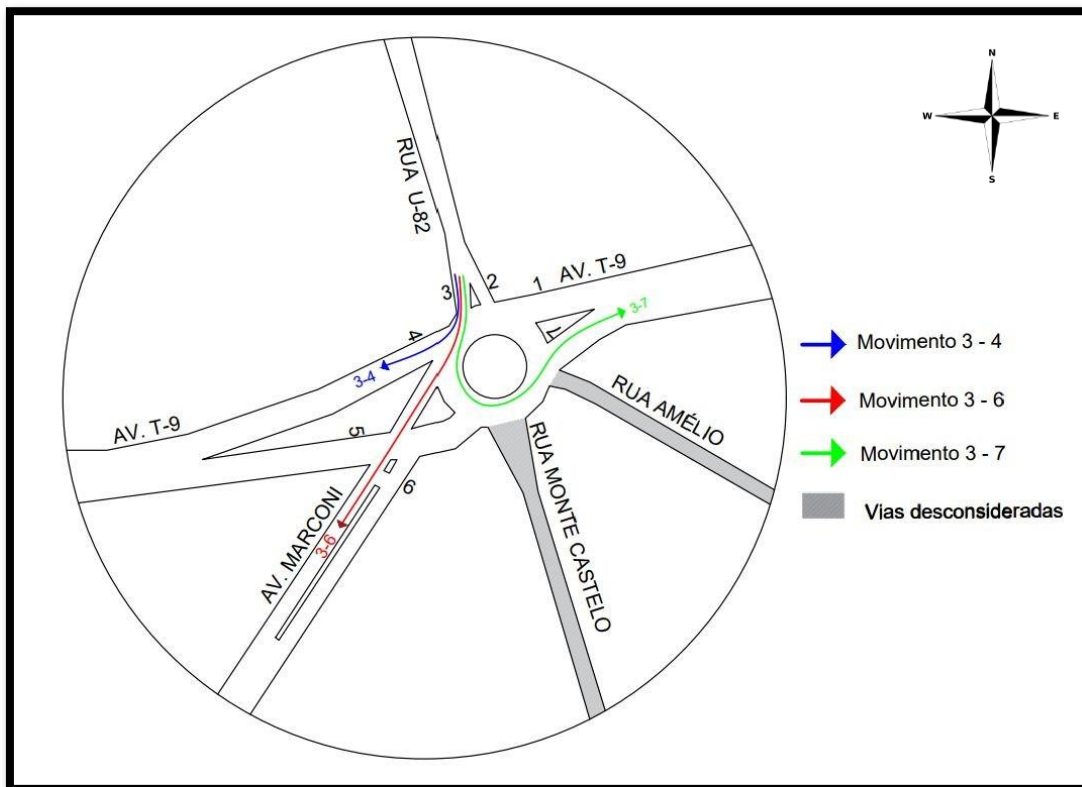 N
W
E
S
RUA U-82
2
1
AV. T-9
3
3-7
7
4
3-4
RUA AMÉLIO
AV. T-9
5
6
RUA MONTE CASTELO
AV. MARCONI
3-6
Movimento 3 - 4
Movimento 3 - 6
Movimento 3 - 7
Vias desconsideradas